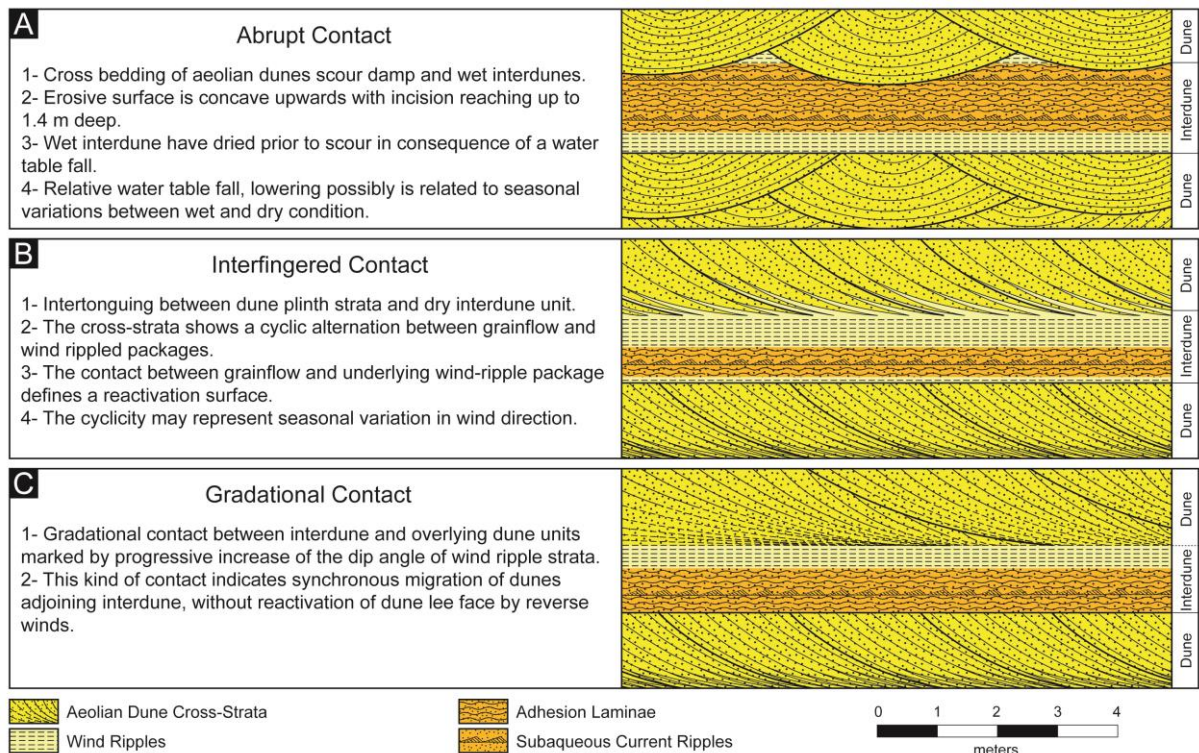 A
Abrupt Contact
1- Cross bedding of aeolian dunes scour damp and wet interdunes.
2- Erosive surface is concave upwards with incision reaching up to
1.4 m deep.
3- Wet interdune have dried prior to scour in consequence of a water
table fall.
4- Relative water table fall, lowering possibly is related to seasonal
variations between wet and dry condition.
Dune
Interdune
Dune
B
Interfingered Contact
1- Intertonguing between dune plinth strata and dry interdune unit.
2- The cross-strata shows a cyclic alternation between grainflow and
wind rippled packages.
3- The contact between grainflow and underlying wind-ripple package
defines a reactivation surface.
4- The cyclicity may represent seasonal variation in wind direction.
Dune
Interdune
Dune
C
Gradational Contact
1- Gradational contact between interdune and overlying dune units
marked by progressive increase of the dip angle of wind ripple strata.
2- This kind of contact indicates synchronous migration of dunes
adjoining interdune, without reactivation of dune lee face by reverse
winds.
Dune
Interdune
Dune
Aeolian Dune Cross-Strata
Wind Ripples
Adhesion Laminae
Subaqueous Current Ripples
0 1 2 3 4
meters